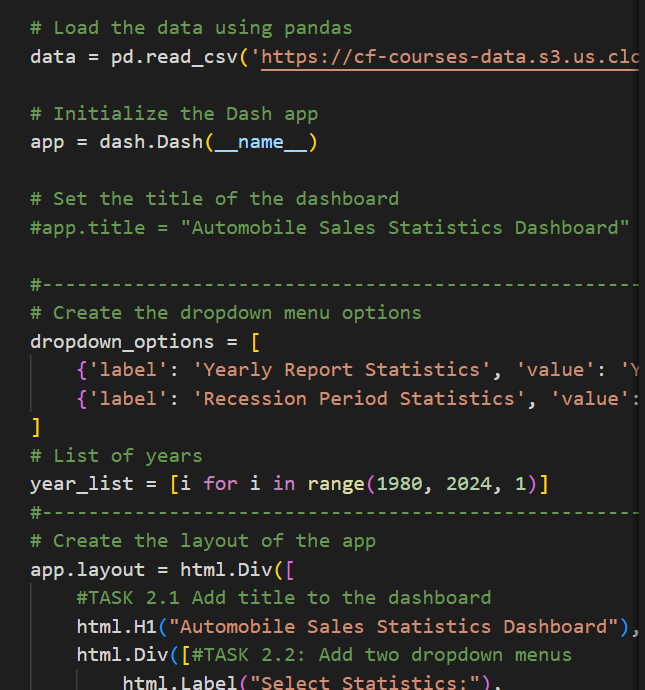 # Load the data using pandas
data = pd.read_csv('https://cf-courses-data.s3.us.clo
# Initialize the Dash app
app = dash.Dash(__name__)
# Set the title of the dashboard
#app.title = "Automobile Sales Statistics Dashboard"
#---------------------------------------------------
# Create the dropdown menu options
dropdown_options = [
    {'label': 'Yearly Report Statistics', 'value': 'Y
    {'label': 'Recession Period Statistics', 'value':
]
# List of years
year_list = [i for i in range(1980, 2024, 1)]
#---------------------------------------------------
# Create the layout of the app
app.layout = html.Div([
    #TASK 2.1 Add title to the dashboard
    html.H1("Automobile Sales Statistics Dashboard"),
    html.Div([#TASK 2.2: Add two dropdown menus
        html.Label("Select Statistics:"),